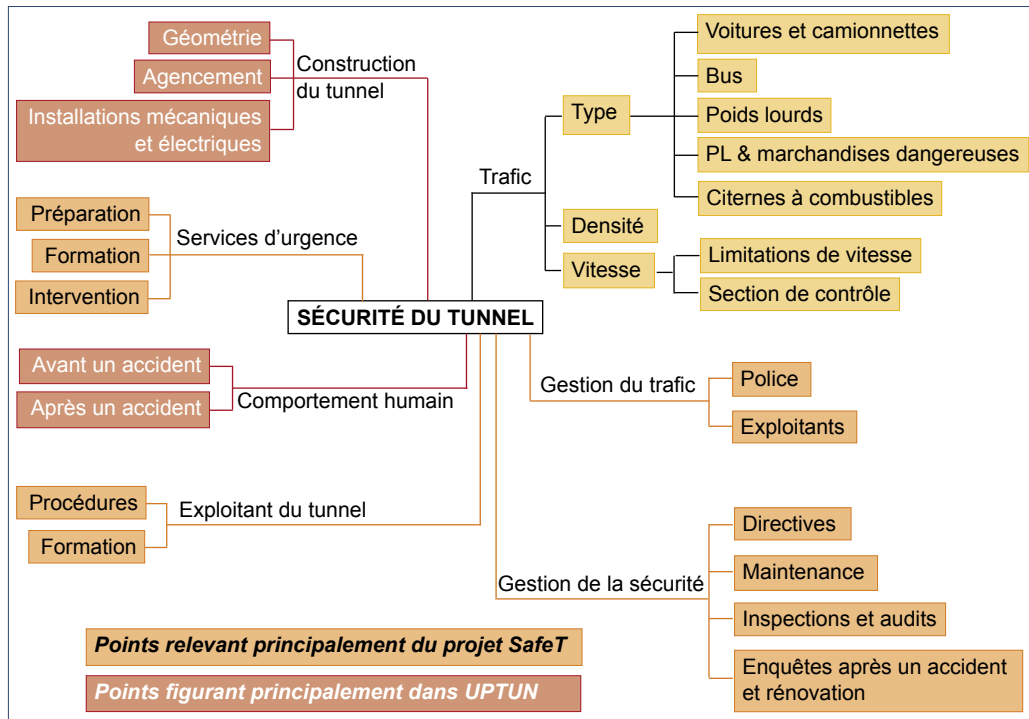 Géométrie
Agencement
Installations mécaniques
et électriques
Construction
du tunnel
Préparation
Formation
Intervention
Services d'urgence
Avant un accident
Après un accident
Comportement humain
Procédures
Formation
Exploitant du tunnel
SÉCURITÉ DU TUNNEL
Trafic
Type
Voitures et camionnettes
Bus
Poids lourds
PL & marchandises dangereuses
Citernes à combustibles
Densité
Vitesse
Limitations de vitesse
Section de contrôle
Gestion du trafic
Police
Exploitants
Gestion de la sécurité
Directives
Maintenance
Inspections et audits
Enquêtes après un accident
et rénovation
Points relevant principalement du projet SafeT
Points figurant principalement dans UPTUN